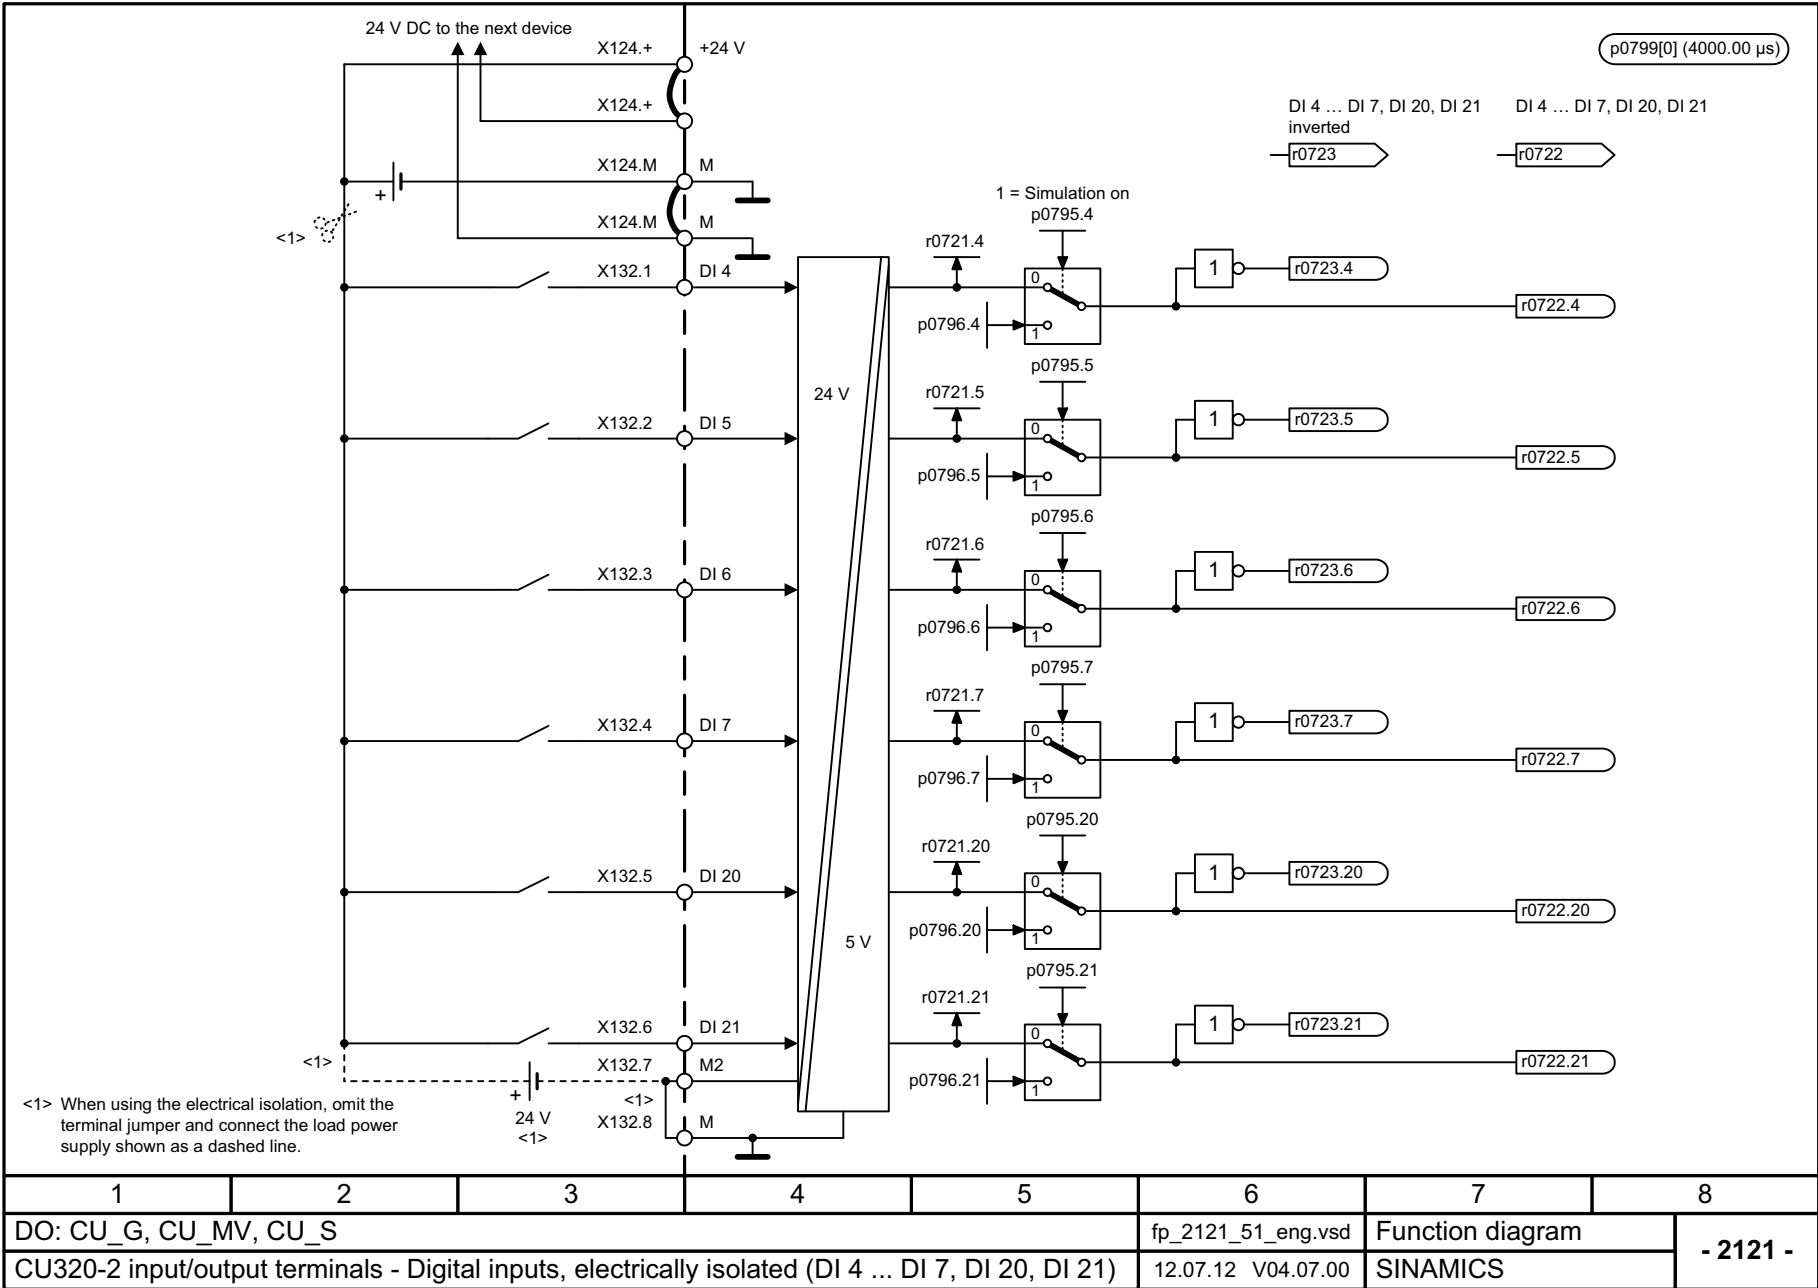 24 V DC to the next device
X124.+
+24 V
p0799[0] (4000.00 µs)
X124.+
DI 4 … DI 7, DI 20, DI 21
inverted
r0723
DI 4 … DI 7, DI 20, DI 21
r0722
X124.M
M
+
<1>
X124.M
M
1 = Simulation on
p0795.4
X132.1
DI 4
r0721.4
0
1
p0796.4
1
r0723.4
r0722.4
24 V
p0795.5
X132.2
DI 5
r0721.5
0
1
p0796.5
1
r0723.5
r0722.5
p0795.6
X132.3
DI 6
r0721.6
0
1
p0796.6
1
r0723.6
r0722.6
p0795.7
X132.4
DI 7
r0721.7
0
1
p0796.7
1
r0723.7
r0722.7
p0795.20
X132.5
DI 20
r0721.20
0
1
p0796.20
1
r0723.20
r0722.20
5 V
p0795.21
X132.6
DI 21
r0721.21
0
1
p0796.21
1
r0723.21
r0722.21
<1>
X132.7
M2
+
24 V
<1>
<1>
X132.8
M
<1> When using the electrical isolation, omit the
terminal jumper and connect the load power
supply shown as a dashed line.
1 2 3 4 5 6 7 8
DO: CU_G, CU_MV, CU_S
fp_2121_51_eng.vsd
Function diagram
- 2121 -
CU320-2 input/output terminals - Digital inputs, electrically isolated (DI 4 ... DI 7, DI 20, DI 21)
12.07.12 V04.07.00
SINAMICS